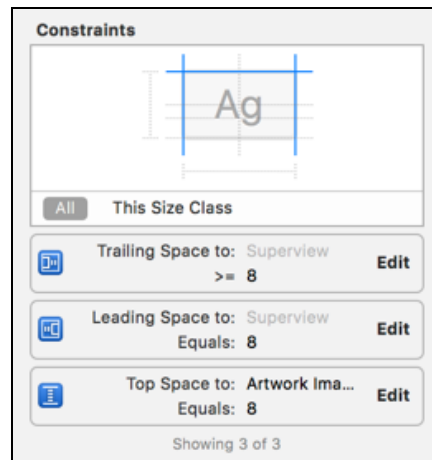 Constraints
Ag
All This Size Class
Trailing Space to: Superview
>= 8
Edit
Leading Space to: Superview
Equals: 8
Edit
Top Space to: Artwork Ima...
Equals: 8
Edit
Showing 3 of 3